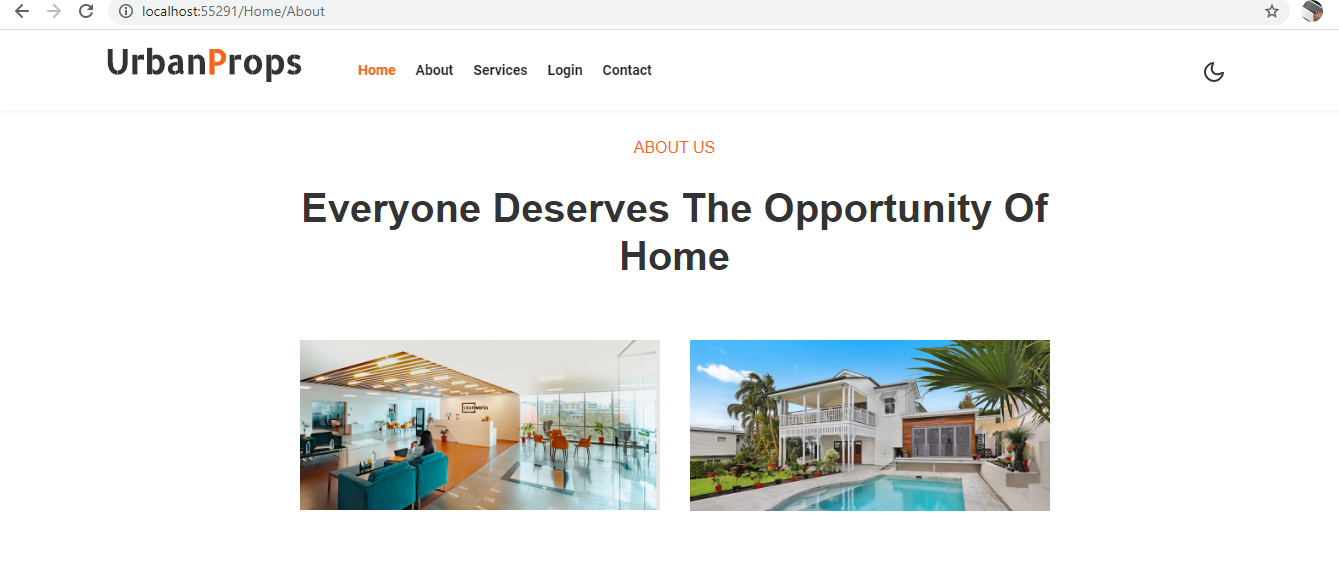 localhost:55291/Home/About
UrbanProps
Home About Services Login Contact
ABOUT US
Everyone Deserves The Opportunity Of
Home